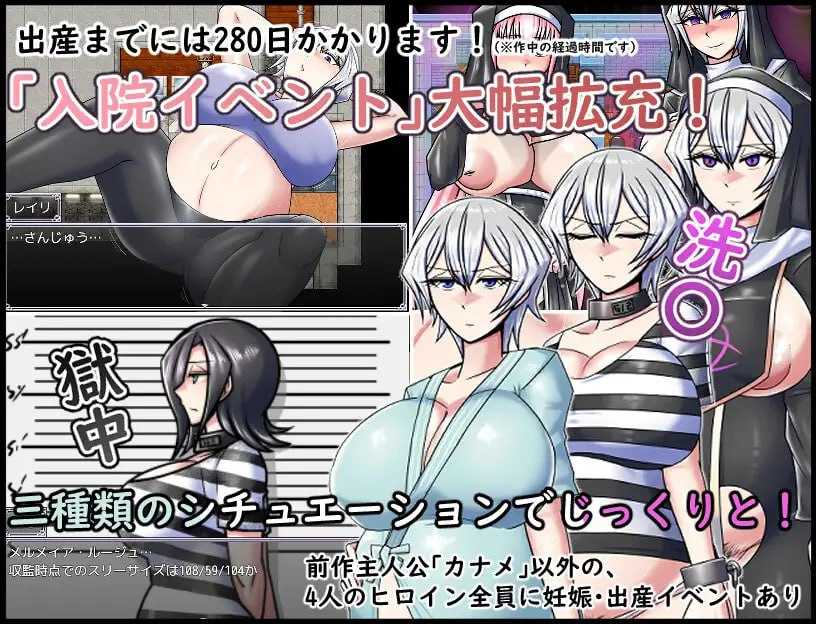 出産までには280日かかります！(※作中の経過時間です)
「入院イベント」大幅拡充！
レイリ
…さんじゅう…
洗〇
獄中
三種類のシチュエーションでじっくりと！
メルメイア・ルージュ…
収監時点でのスリーサイズは108/59/104か
前作主人公「カナメ」以外の、
4人のヒロイン全員に妊娠・出産イベントあり